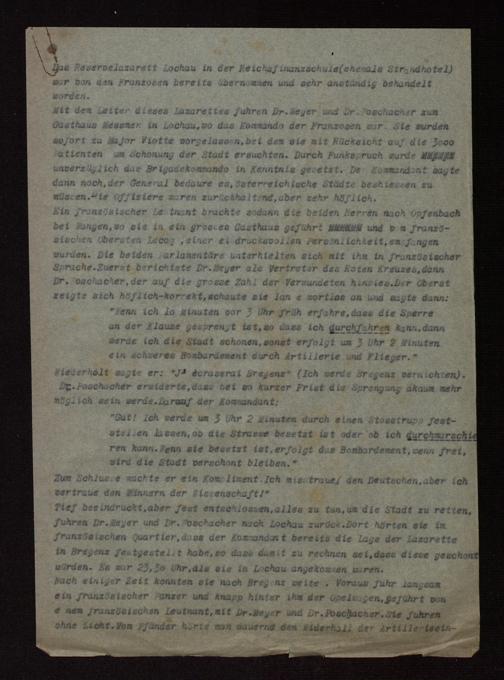 Das Reservelazarett Lochau in der Reichsfinanzschule(ehemals Strandhotel)
war von den Franzosen bereits übernommen und sehr anständig behandelt
worden.
Mit dem Leiter dieses Lazarettes fuhren Dr.Meyer und Dr.Poschacher zum
Gasthaus Messmer in Lochau,wo das Kommando der Franzosen war. Sie wurden
sofort zu Major Viotte vorgelassen,bei dem sie mit Rücksicht auf die 3000
Patienten um Schonung der Stadt ersuchten. Durch Funkspruch wurde
unverzüglich das Brigadekommando in Kenntnis gesetzt. Der Kommandant sagte
dann noch,der General bedaure es,österreichische Städte beschiessen zu
müssen.Die Offiziere waren zurückhaltend,aber sehr höflich.
Ein französischer Leutnant brachte sodann die beiden Herren nach Opfenbach
bei Wangen,wo sie in ein grosses Gasthaus geführt und vom franzö-
sischen Obersten Lecoq ,einer eindrucksvollen Persönlichkeit,empfangen
wurden. Die beiden Parlamentäre unterhielten sich mit ihm in französischer
Sprache.Zuerst berichtete Dr.Meyer als Vertreter des Roten Kreuzes,dann
Dr.Poschacher,der auf die grosse Zahl der Verwundeten hinwies.Der Oberst
zeigte sich höflich-korrekt,schaute sie lan e wortlos an und sagte dann:
"Wenn ich 10 Minuten vor 3 Uhr früh erfahre,dass die Sperre
an der Klause gesprengt ist,so dass ich durchfahren kann,dann
werde ich die Stadt schonen,sonst erfolgt um 3 Uhr 2 Minuten
ein schweres Bombardement durch Artillerie und Flieger."
Wiederholt sagte er: "J' écraserai Bregenz" (Ich werde Bregenz vernichten).
Dr.Poschacher erwiderte,dass bei so kurzer Frist die Sprengung akaum mehr
möglich sein werde.Darauf der Kommandant:
"Gut! Ich werde um 3 Uhr 2 Minuten durch einen Stosstrupp fest-
stellen lassen,ob die Strasse besetzt ist oder ob ich durchmarschie
ren kann.Wenn sie besetzt ist,erfolgt das Bombardement,wenn frei,
wird die Stadt verschont bleiben."
Zum Schlusse machte er ein Kompliment.Ich misstraue den Deutschen,aber ich
vertraue den Männern der Wissenschaft!"
Tief beeindruckt,aber fest entschlossen,alles zu tun,um die Stadt zu retten,
fuhren Dr.Meyer und Dr.Poschacher nach Lochau zurück.Dort hörten sie im
französischen Quartier,dass der Kommandant bereits die Lage der Lazarette
in Bregenz festgestellt habe,so dass damit zu rechnen sei,dass diese geschont
würden. Es war 23,30 Uhr,als sie in Lochau angekommen waren.
Nach einiger Zeit konnten sie nach Bregenz weite . Voraus fuhr langsam
ein französischer Panzer und knapp hinter ihm der Opelwagen,geführt von
e nem französischen Leutnant,mit Dr.Meyer und Dr.Poschacher.Sie fuhren
ohne Licht.Vom Pfänder hörte man dauernd den Widerhall der Artillerieein-